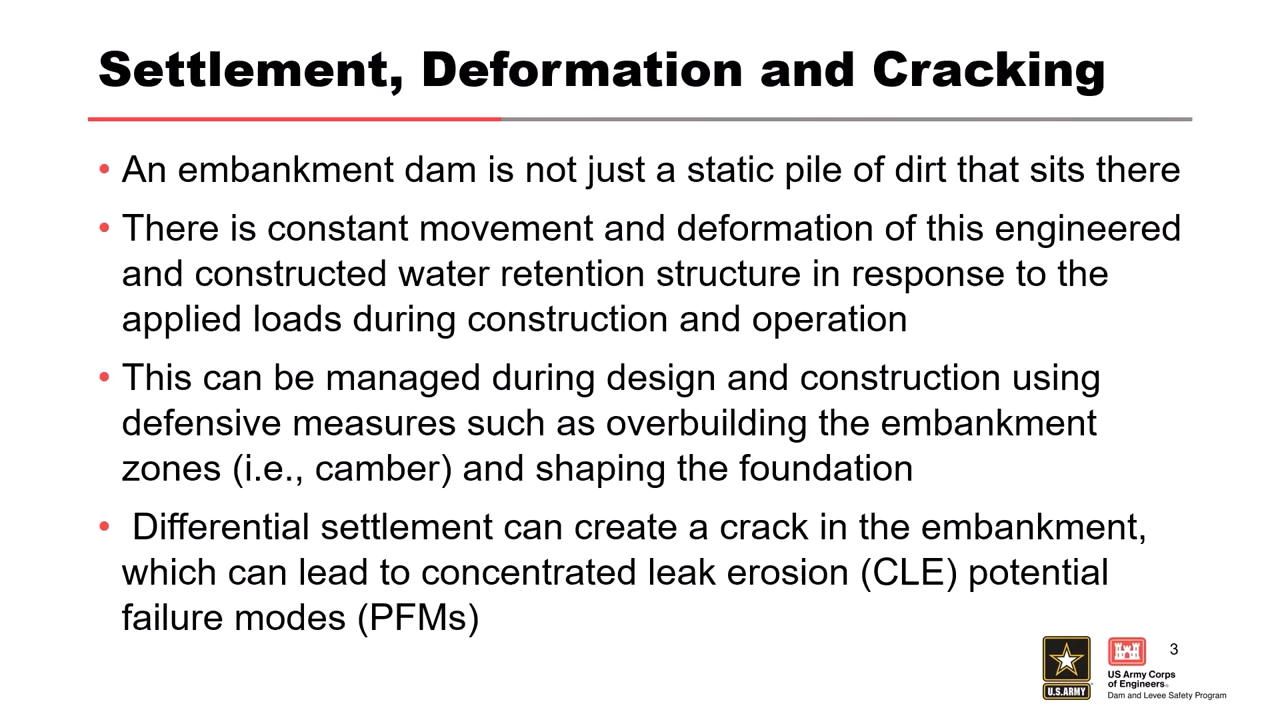 Settlement, Deformation and Cracking
• An embankment dam is not just a static pile of dirt that sits there
• There is constant movement and deformation of this engineered
and constructed water retention structure in response to the
applied loads during construction and operation
• This can be managed during design and construction using
defensive measures such as overbuilding the embankment
zones (i.e., camber) and shaping the foundation
• Differential settlement can create a crack in the embankment,
which can lead to concentrated leak erosion (CLE) potential
failure modes (PFMs)
3
U.S.ARMY
US Army Corps
of Engineers®
Dam and Levee Safety Program